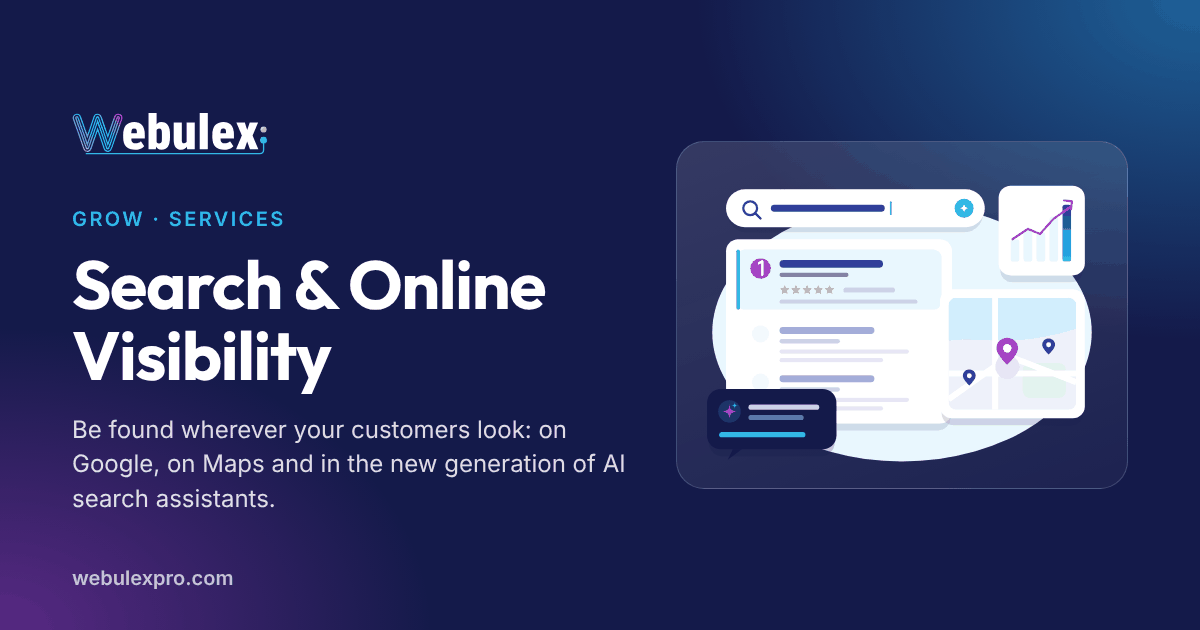 Webulex:
GROW · SERVICES
Search & Online
Visibility
Be found wherever your customers look: on
Google, on Maps and in the new generation of AI
search assistants.
webulexpro.com
1